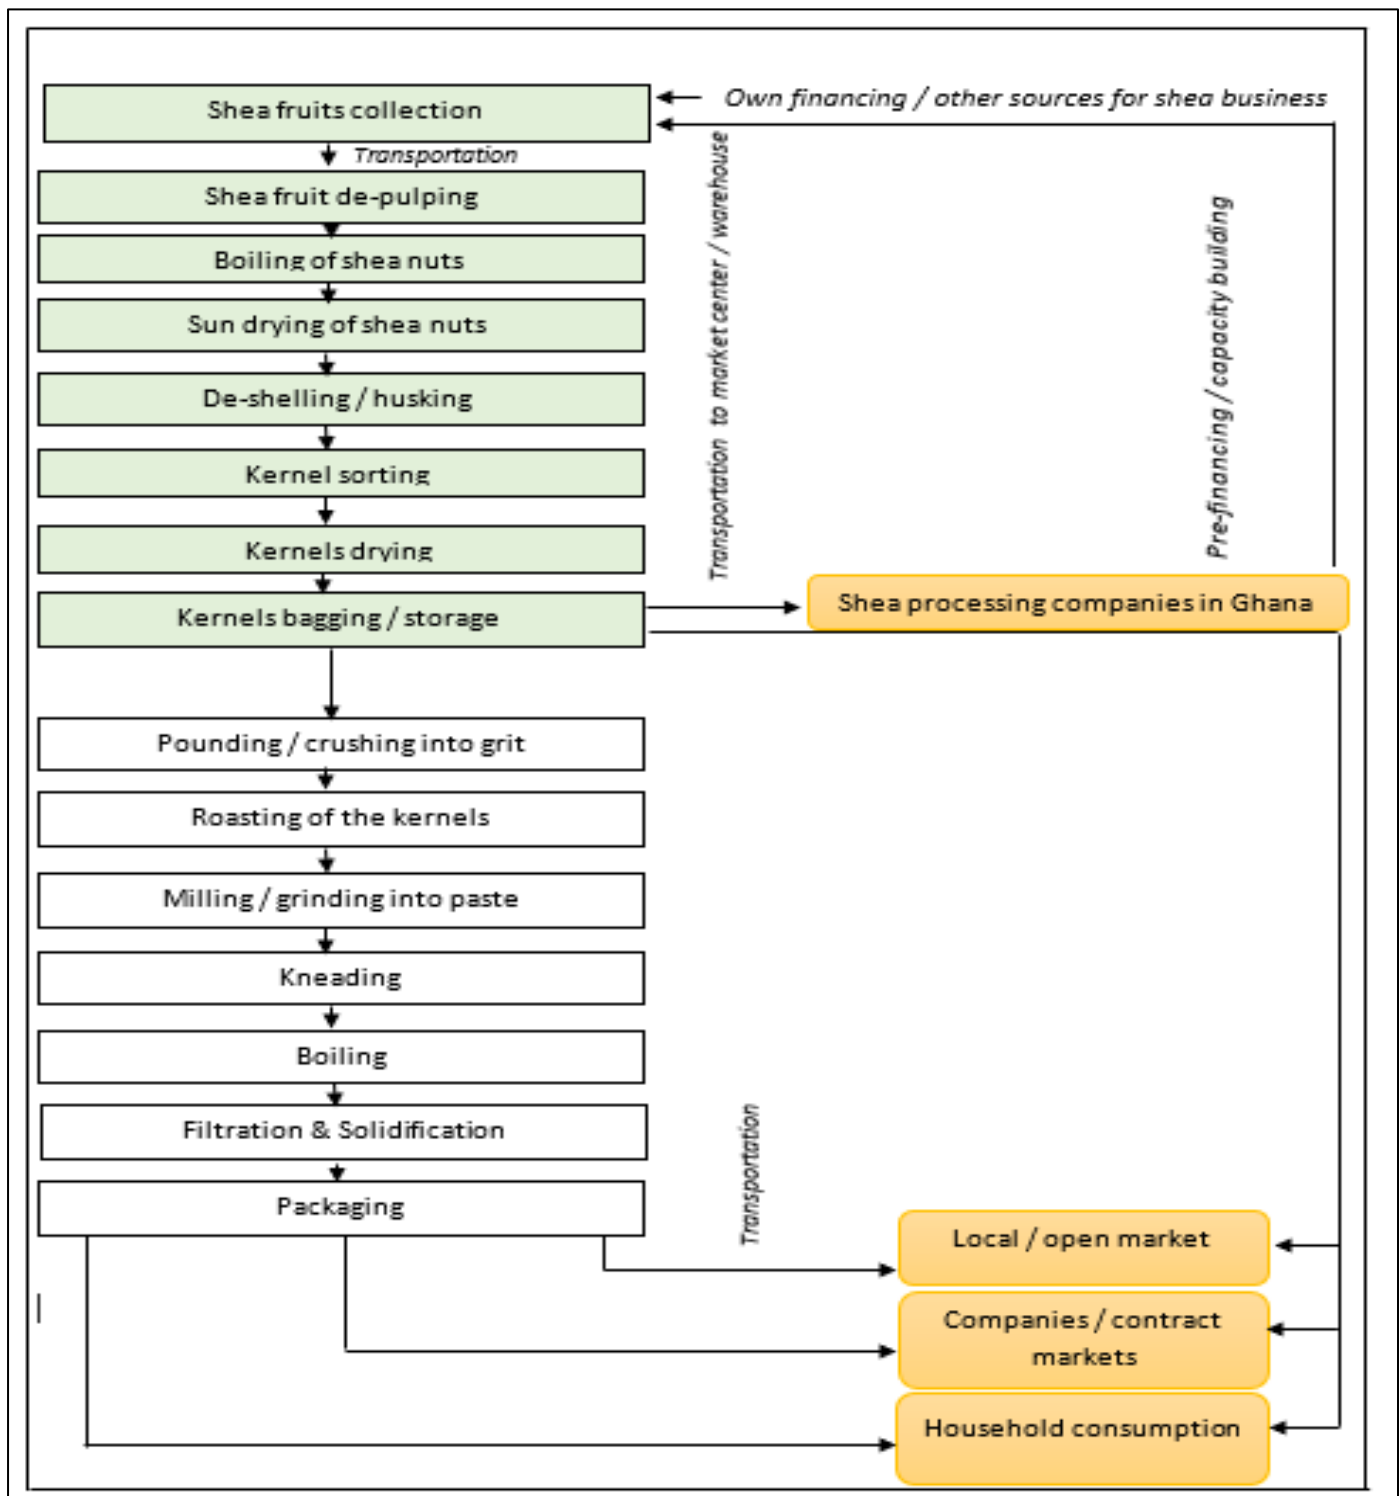 Shea fruits collection
Own financing / other sources for shea business
Transportation
Shea fruit de-pulping
Boiling of shea nuts
Sun drying of shea nuts
De-shelling / husking
Kernel sorting
Kernels drying
Kernels bagging / storage
Transportation to market center / warehouse
Pre-financing / capacity building
Shea processing companies in Ghana
Pounding / crushing into grit
Roasting of the kernels
Milling / grinding into paste
Kneading
Boiling
Filtration & Solidification
Packaging
Transportation
Local / open market
Companies / contract
markets
Household consumption